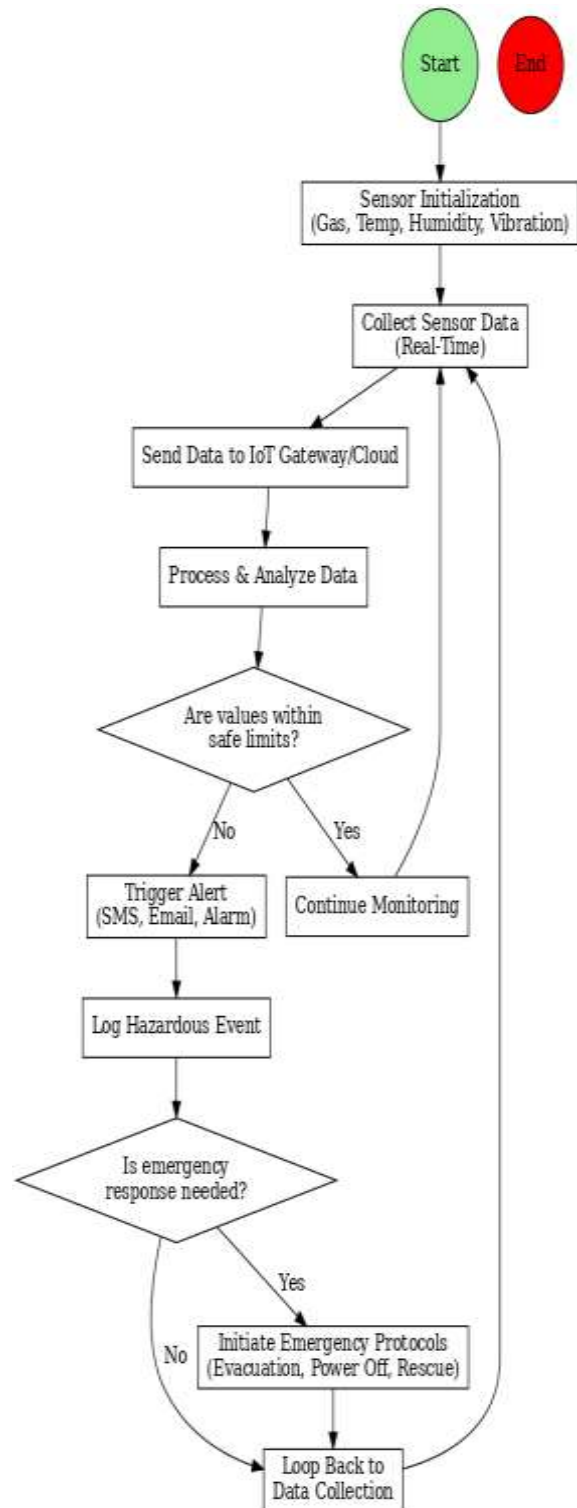 Start
End
Sensor Initialization
(Gas, Temp, Humidity, Vibration)
Collect Sensor Data
(Real-Time)
Send Data to IoT Gateway/Cloud
Process & Analyze Data
Are values within
safe limits?
No
Yes
Trigger Alert
(SMS, Email, Alarm)
Continue Monitoring
Log Hazardous Event
Is emergency
response needed?
Yes
No
Initiate Emergency Protocols
(Evacuation, Power Off, Rescue)
Loop Back to
Data Collection